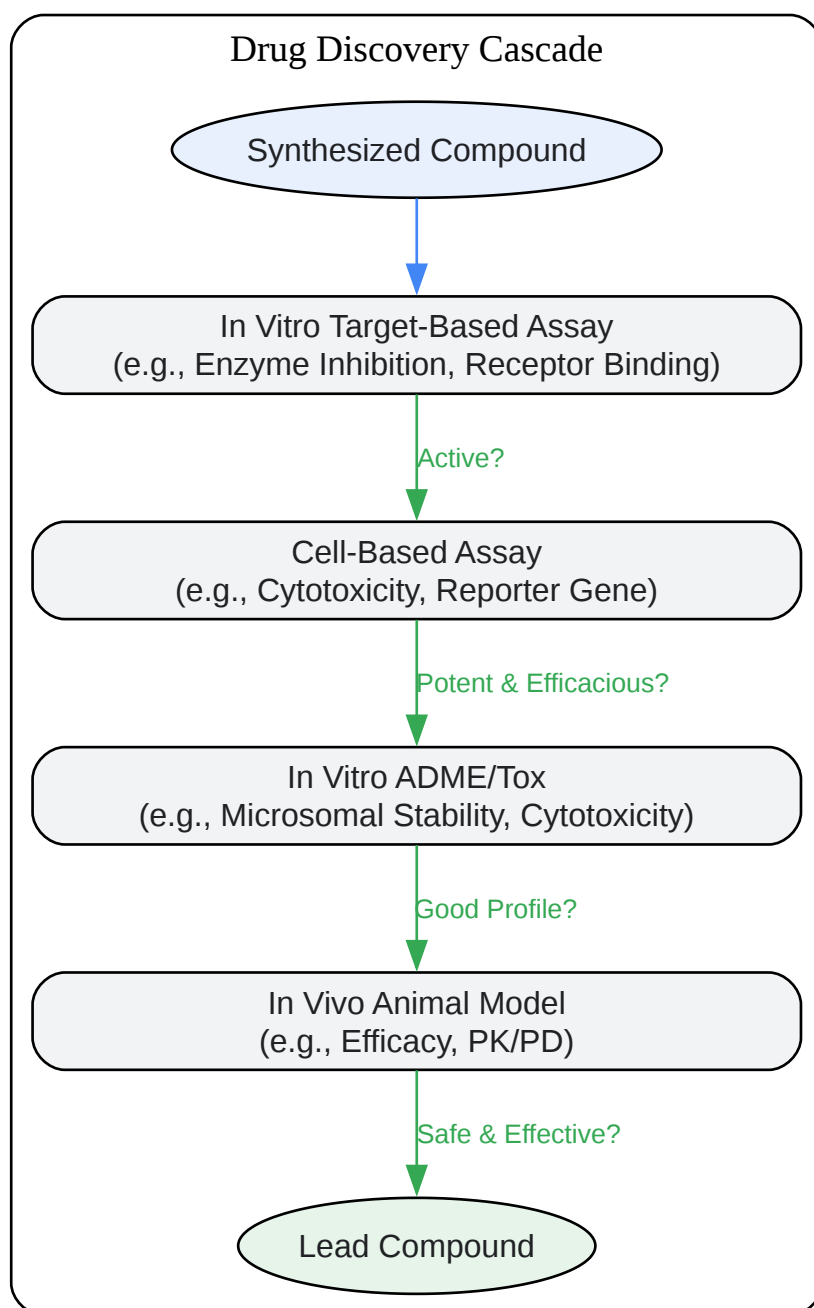 Drug Discovery Cascade
Synthesized Compound
In Vitro Target-Based Assay
(e.g., Enzyme Inhibition, Receptor Binding)
Active?
Cell-Based Assay
(e.g., Cytotoxicity, Reporter Gene)
Potent & Efficacious?
In Vitro ADME/Tox
(e.g., Microsomal Stability, Cytotoxicity)
Good Profile?
In Vivo Animal Model
(e.g., Efficacy, PK/PD)
Safe & Effective?
Lead Compound